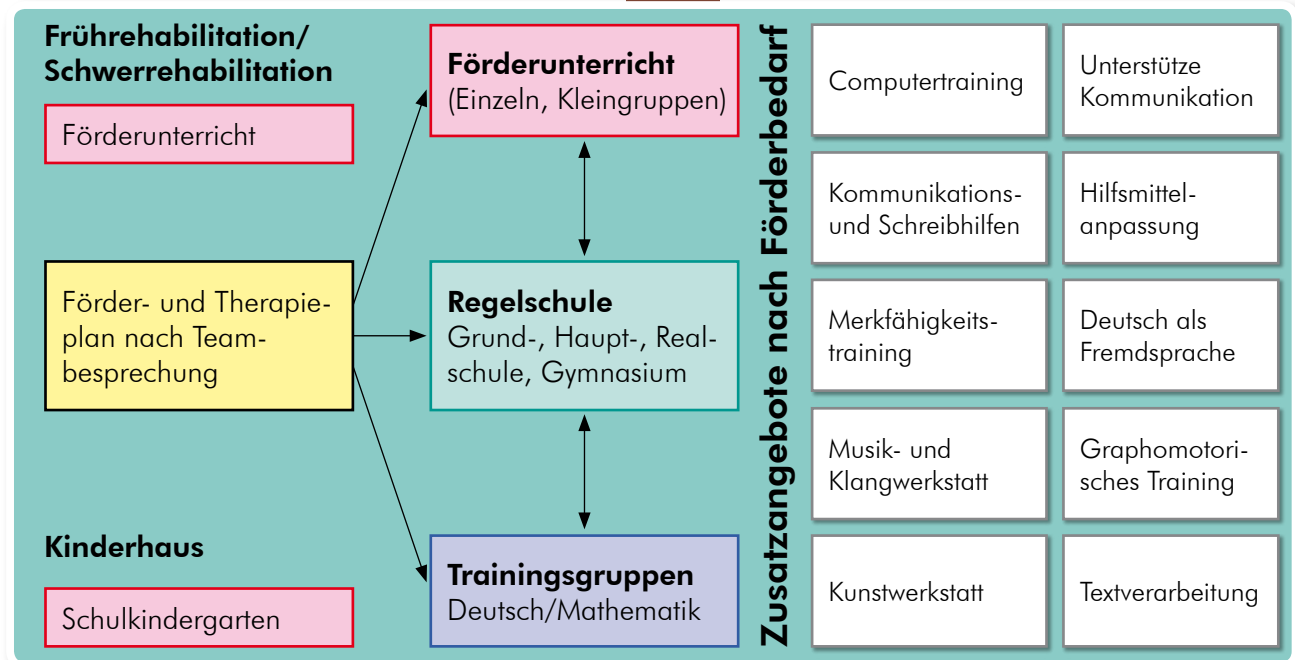 Frührehabilitation/
Schwerrehabilitation
Förderunterricht
Förder- und Therapie-
plan nach Team-
besprechung
Kinderhaus
Schulkindergarten
Förderunterricht
(Einzeln, Kleingruppen)
Regelschule
Grund-, Haupt-, Real-
schule, Gymnasium
Trainingsgruppen
Deutsch/Mathematik
Zusatzangebote nach Förderbedarf
Computertraining
Unterstütze
Kommunikation
Kommunikations-
und Schreibhilfen
Hilfsmittel-
anpassung
Merkfähigkeits-
training
Deutsch als
Fremdsprache
Musik- und
Klangwerkstatt
Graphomotori-
sches Training
Kunstwerkstatt
Textverarbeitung